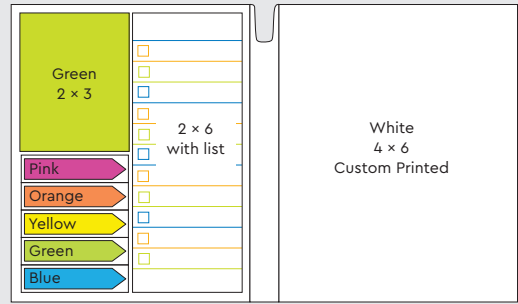 Green
2 × 3
Pink
Orange
Yellow
Green
Blue
2 × 6
with list
White
4 × 6
Custom Printed